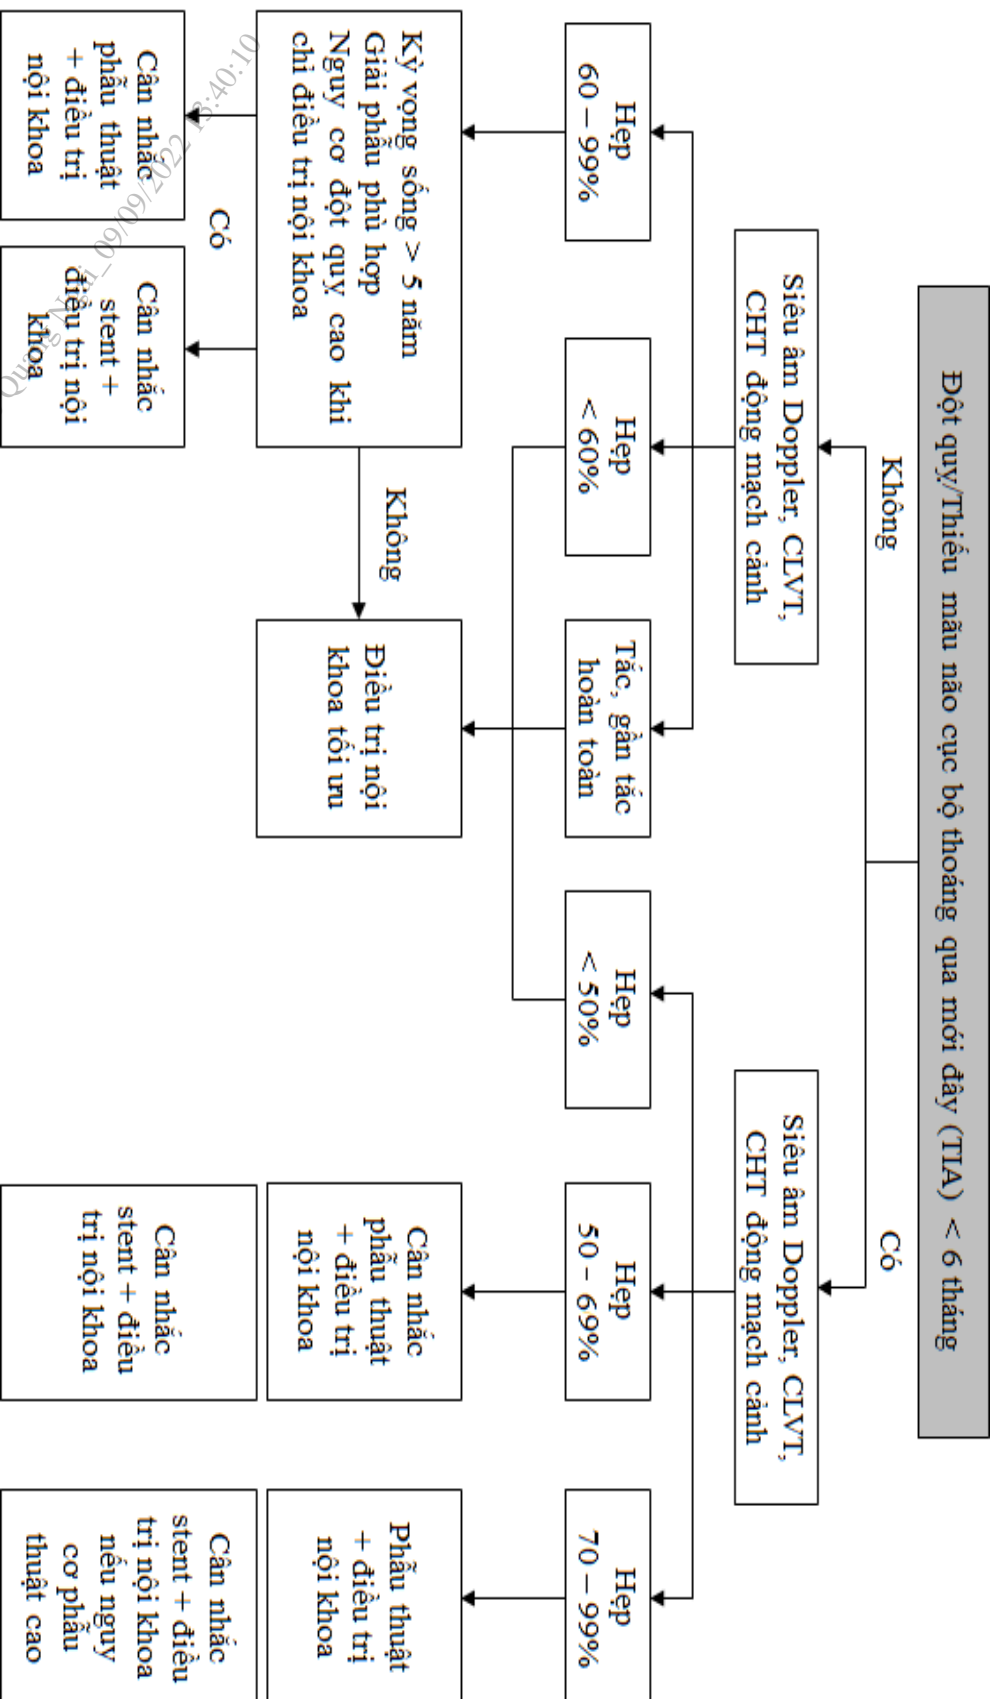 Đột quỵ/Thiếu mãu não cục bộ thoáng qua mới đây (TIA) < 6 tháng
Không
Có
Siêu âm Doppler, CLVT,
CHT động mạch cảnh
Siêu âm Doppler, CLVT,
CHT động mạch cảnh
Hẹp
60 – 99%
Hẹp
< 60%
Tắc, gần tắc
hoàn toàn
Hẹp
< 50%
Hẹp
50 – 69%
Hẹp
70 – 99%
Kỳ vọng sống > 5 năm
Giải phẫu phù hợp
Nguy cơ đột quỵ cao khi
chỉ điều trị nội khoa
Không
Điều trị nội
khoa tối ưu
Cân nhắc
phẫu thuật
+ điều trị
nội khoa
Phẫu thuật
+ điều trị
nội khoa
Có
Cân nhắc
phẫu thuật
+ điều trị
nội khoa
Cân nhắc
stent +
điều trị nội
khoa
Cân nhắc
stent + điều
trị nội khoa
Cân nhắc
stent + điều
trị nội khoa
nếu nguy
cơ phẫu
thuật cao